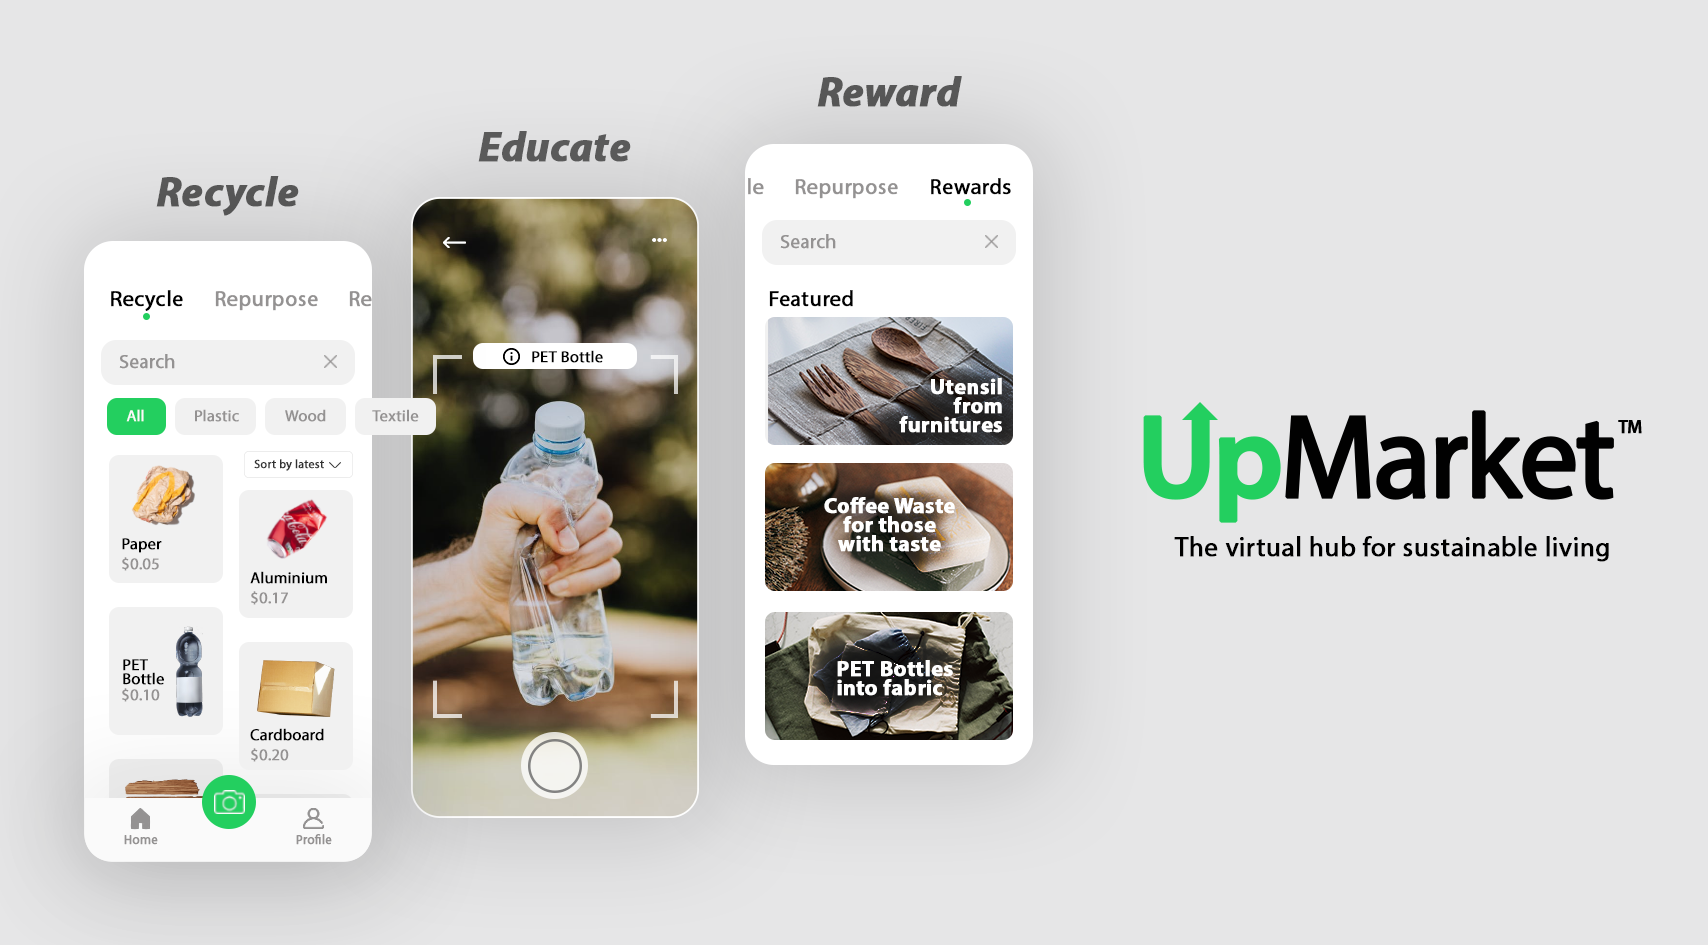 Recycle
Recycle Repurpose Re
Search
All Plastic Wood Textile
Sort by latest
Paper
$0.05
Aluminium
$0.17
PET
Bottle
$0.10
Cardboard
$0.20
Home Profile
Educate
PET Bottle
Reward
le Repurpose Rewards
Search
Featured
Utensil
from
furnitures
Coffee Waste
for those
with taste
PET Bottles
into fabric
UpMarket™
The virtual hub for sustainable living